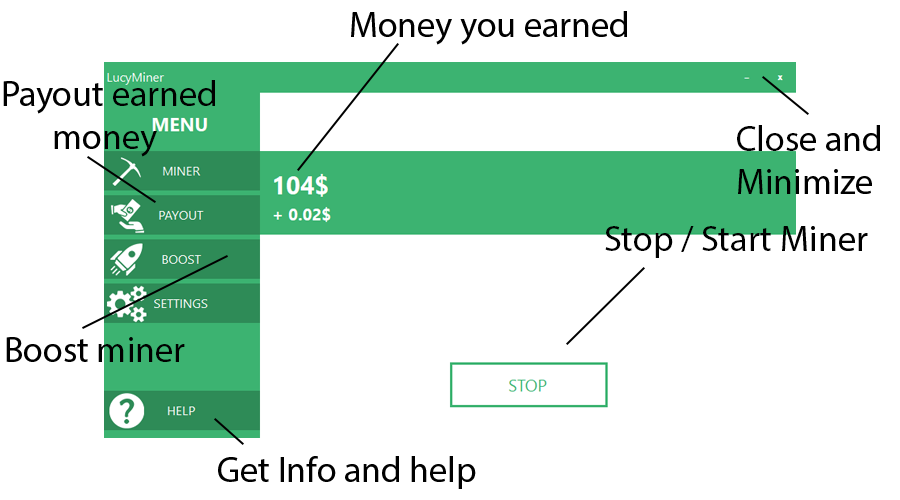 Money you earned
LucyMiner
– x
Payout earned
money
MENU
Close and
Minimize
MINER
104$
PAYOUT
+ 0.02$
Stop / Start Miner
BOOST
SETTINGS
Boost miner
STOP
HELP
Get Info and help